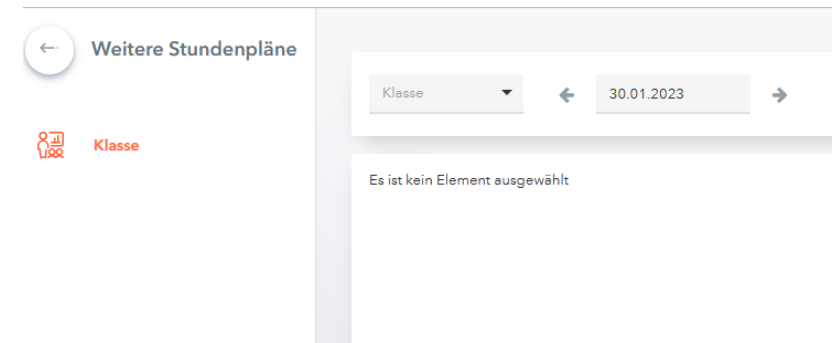 Weitere Stundenpläne
Klasse
Klasse
30.01.2023
Es ist kein Element ausgewählt